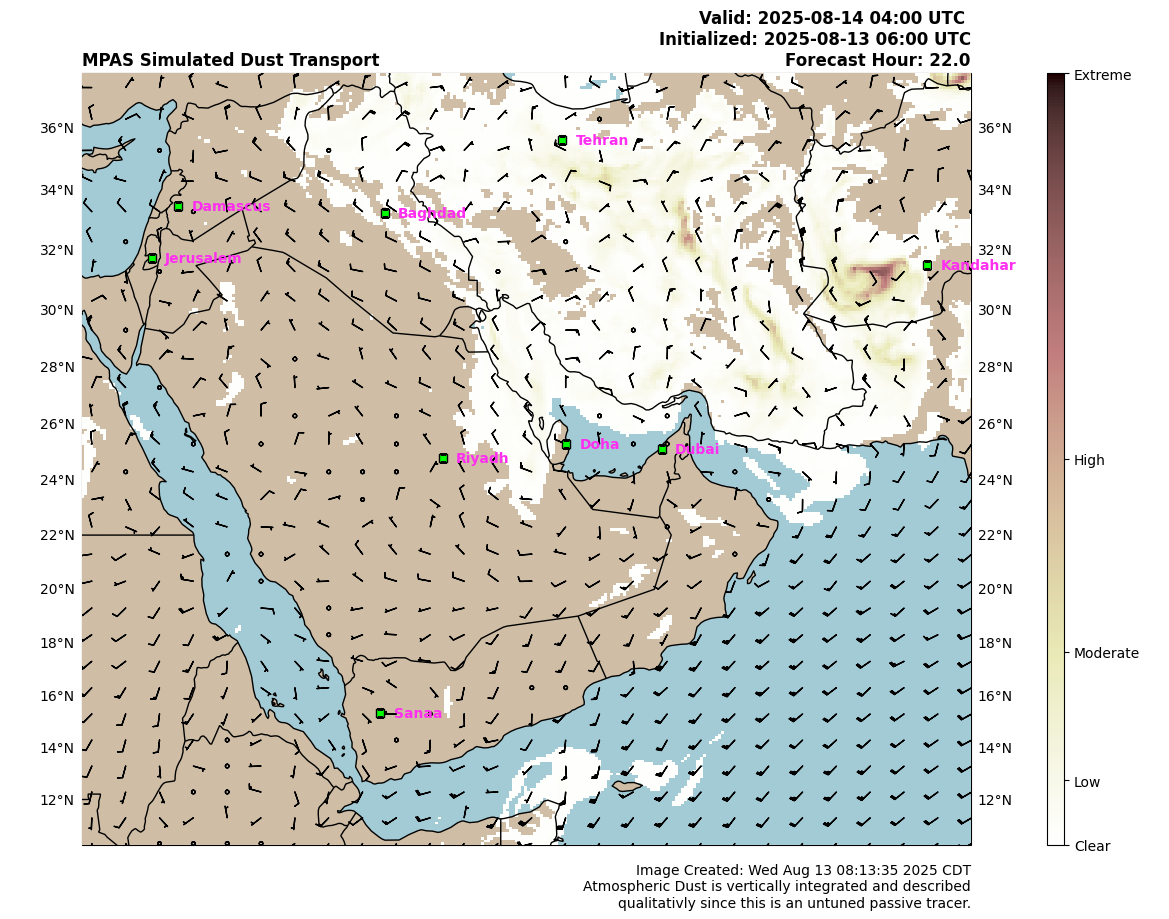 Valid: 2025-08-14 04:00 UTC
Initialized: 2025-08-13 06:00 UTC
MPAS Simulated Dust Transport
Forecast Hour: 22.0
Extreme
High
Moderate
Low
Clear
36°N
34°N
32°N
30°N
28°N
26°N
24°N
22°N
20°N
18°N
16°N
14°N
12°N
36°N
34°N
32°N
30°N
28°N
26°N
24°N
22°N
20°N
18°N
16°N
14°N
12°N
Tehran
Damascus
Baghdad
Jerusalem
Kandahar
Doha
Dubai
Riyadh
Sanaa
Image Created: Wed Aug 13 08:13:35 2025 CDT
Atmospheric Dust is vertically integrated and described
qualitativly since this is an untuned passive tracer.